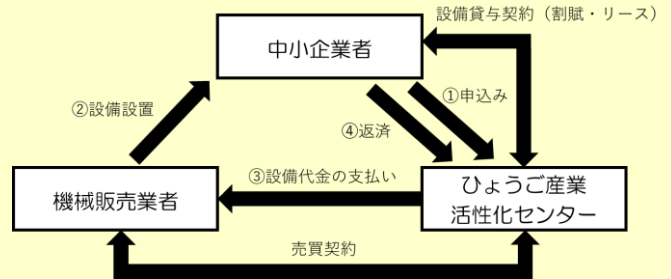 設備貸与契約（割賦・リース）
中小企業者
①申込み
②設備設置
④返済
③設備代金の支払い
機械販売業者
ひょうご産業
活性化センター
売買契約